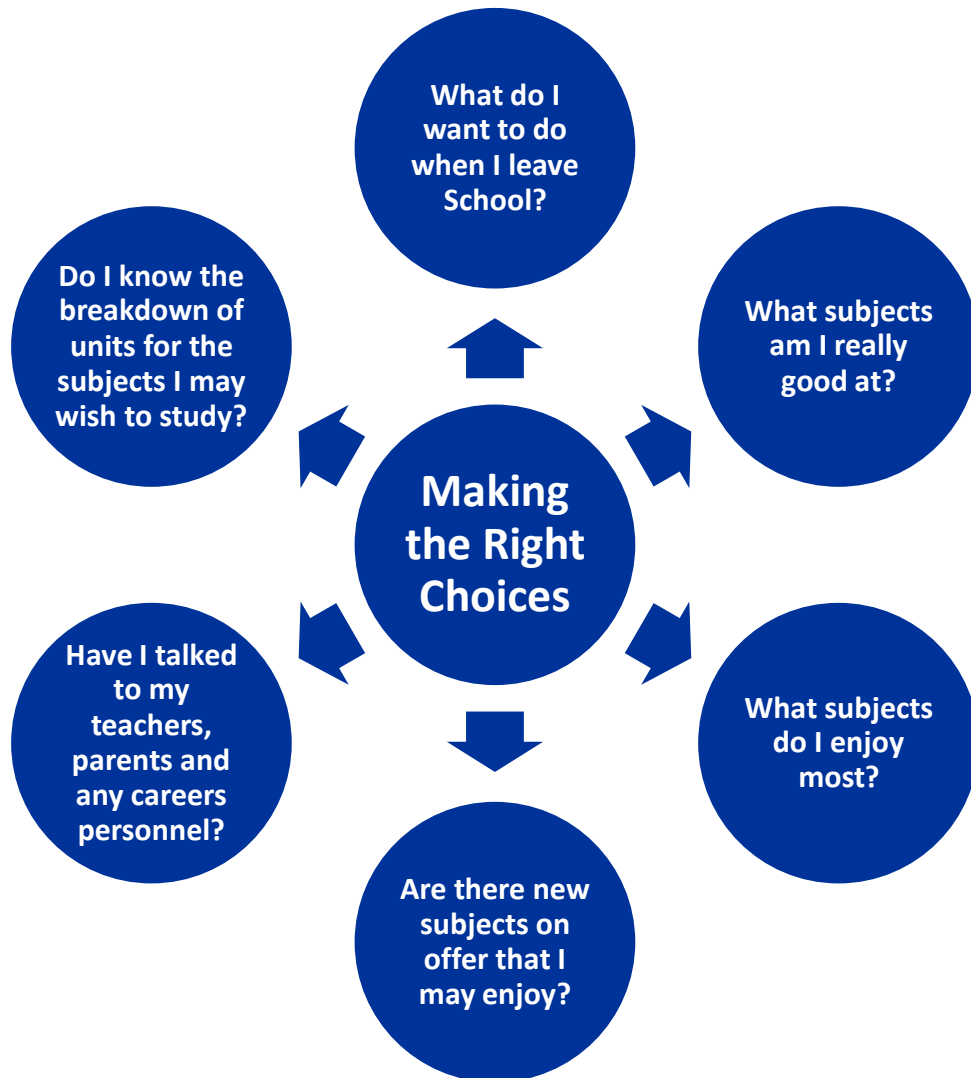 What do I
want to do
when I leave
School?
Do I know the
breakdown of
units for the
subjects I may
wish to study?
What subjects
am I really
good at?
Making
the Right
Choices
Have I talked
to my
teachers,
parents and
any careers
personnel?
What subjects
do I enjoy
most?
Are there new
subjects on
offer that I
may enjoy?